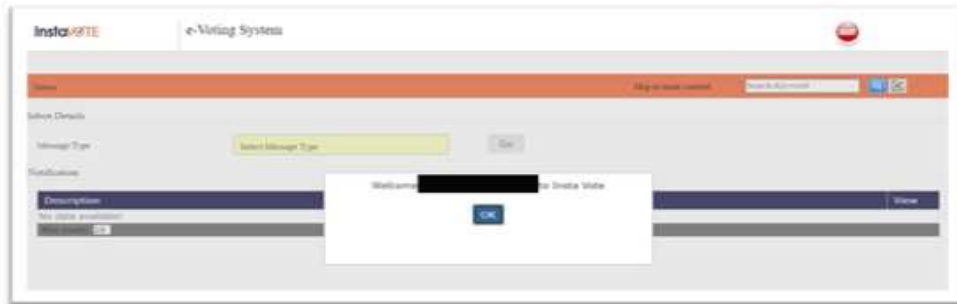 InstaVOTE
e-Voting System
Skip to main content
Inbox Details
Message Type
Select Message Type
Go
Notifications
Welcome to Insta Vote
OK
Description
View
No data available!